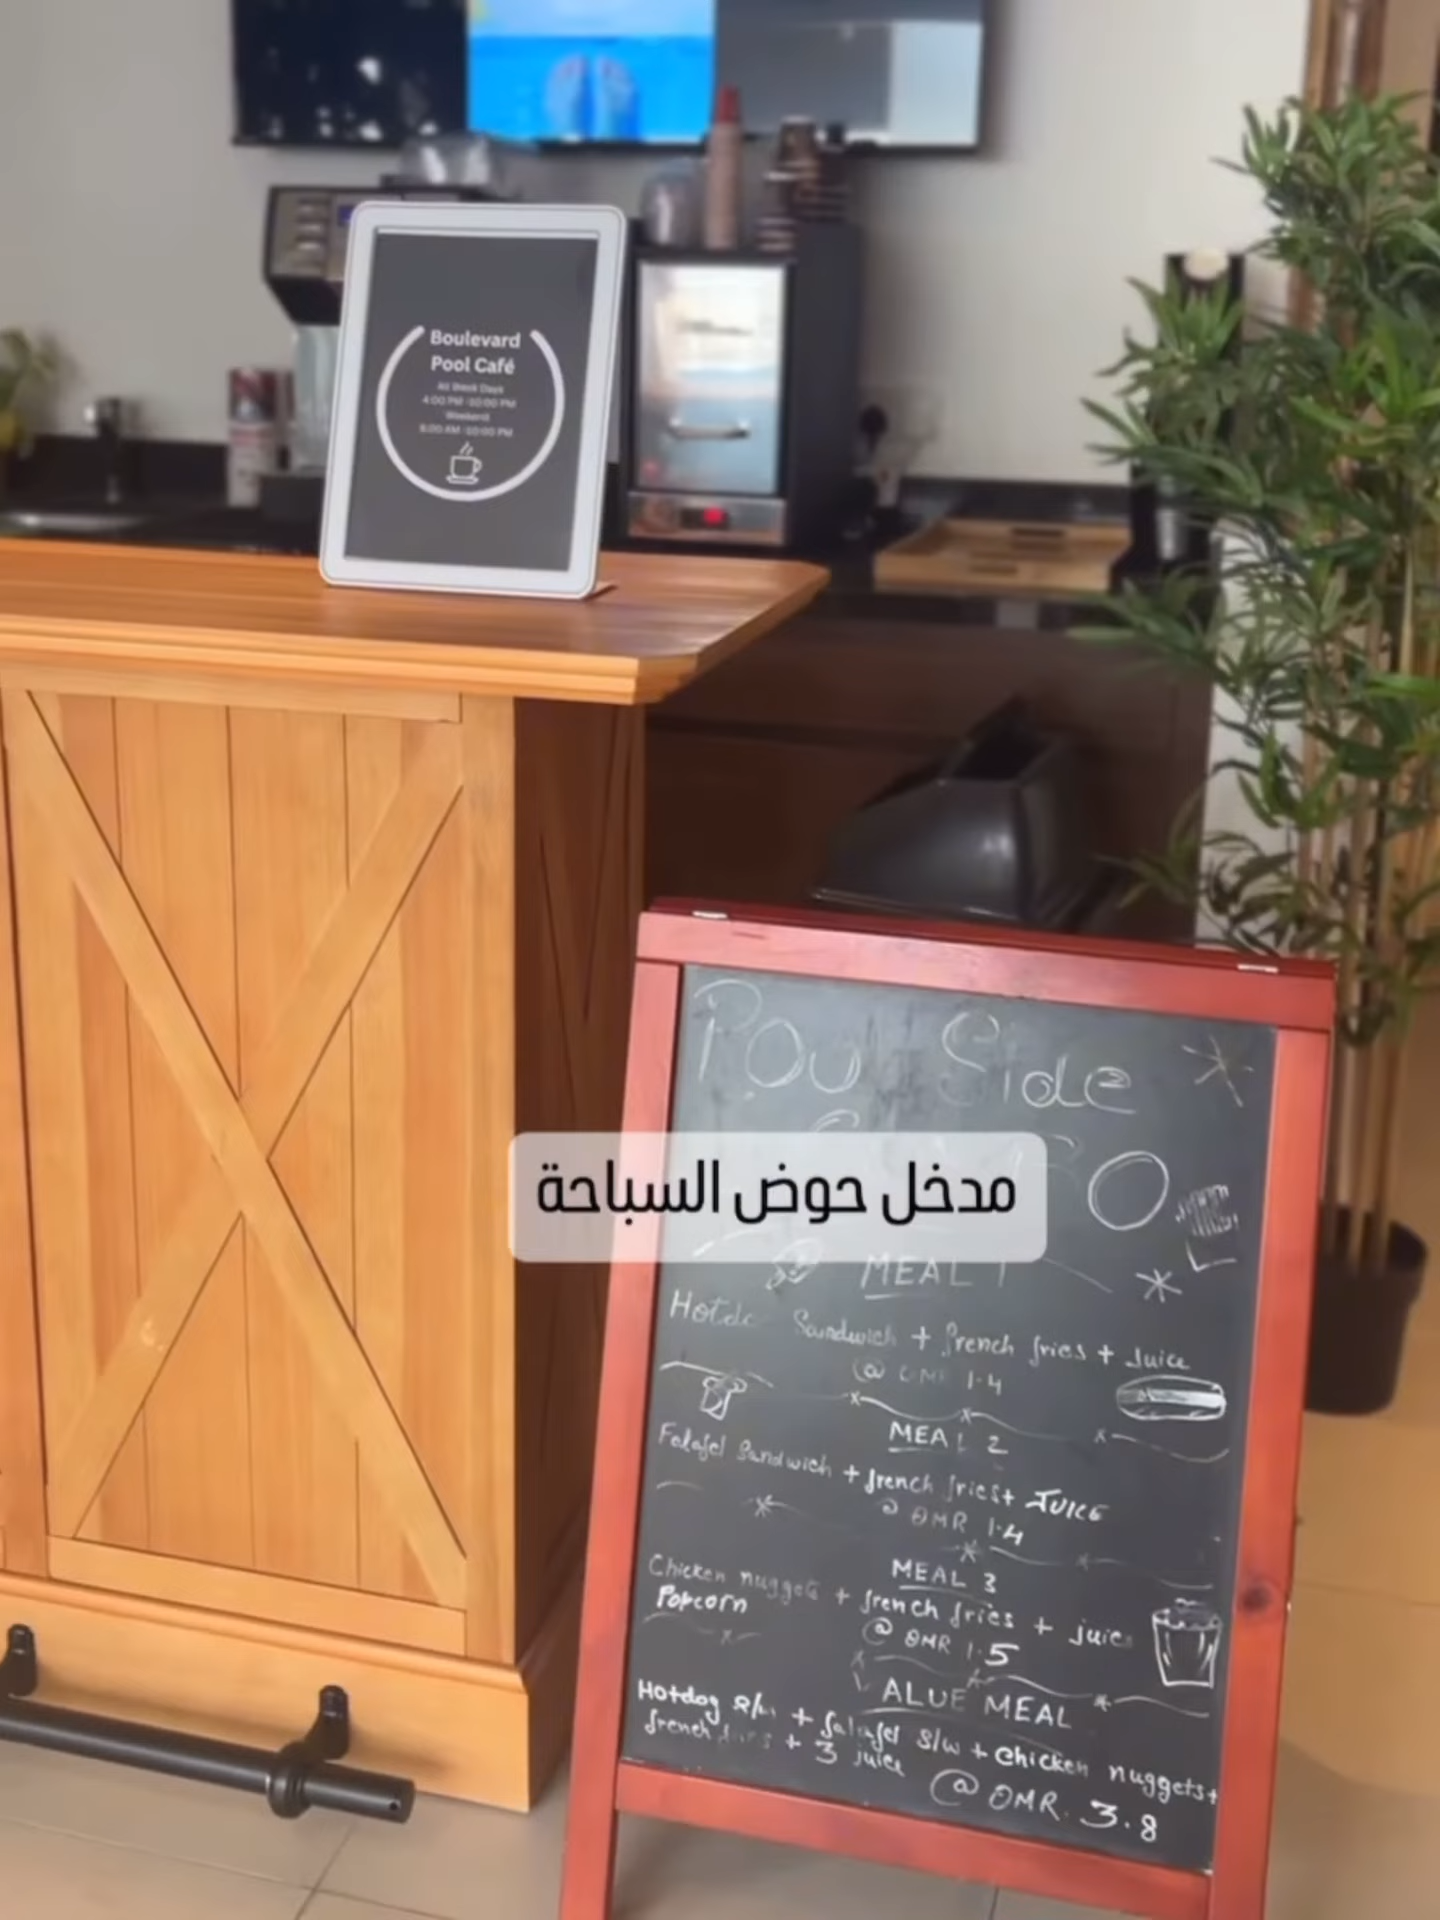 Boulevard
Pool Café
All Week Days
4:00 PM -10:00 PM
Weekend
8:00 AM -10:00 PM
Side
مدخل حوض السباحة
MEAL 1
Sandwich + french fries + Juice
@ OMR 1.4
MEAL 2
Falafel Sandwich + french fries + JUICE
@ OMR 1.4
MEAL 3
Chicken nuggets + french fries + juice
Popcorn
@ OMR 1.5
VALUE MEAL
Hotdog s/w + falafel s/w + chicken nuggets +
french fries + 3 juice
@ OMR. 3.8